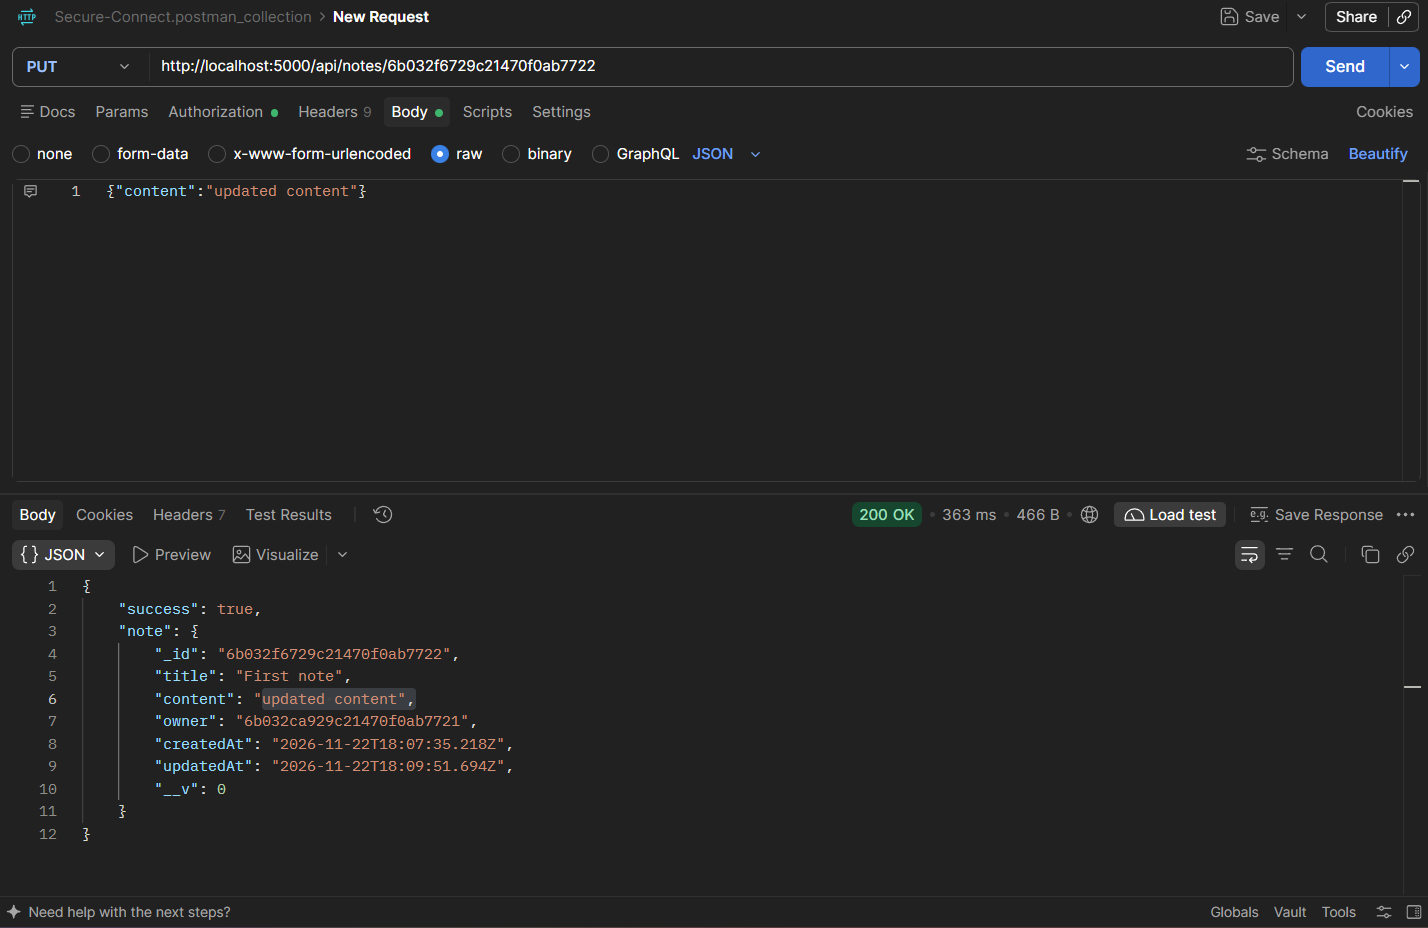 HTTP Secure-Connect.postman_collection > New Request Save Share
PUT http://localhost:5000/api/notes/6b032f6729c21470f0ab7722 Send
Docs Params Authorization Headers 9 Body Scripts Settings Cookies
none form-data x-www-form-urlencoded raw binary GraphQL JSON Schema Beautify
1 {"content":"updated content"}
Body Cookies Headers 7 Test Results 200 OK • 363 ms • 466 B • Load test e.g. Save Response
{} JSON Preview Visualize
1 {
2 "success": true,
3 "note": {
4 "_id": "6b032f6729c21470f0ab7722",
5 "title": "First note",
6 "content": "updated content",
7 "owner": "6b032ca929c21470f0ab7721",
8 "createdAt": "2026-11-22T18:07:35.218Z",
9 "updatedAt": "2026-11-22T18:09:51.694Z",
10 "__v": 0
11 }
12 }
Need help with the next steps? Globals Vault Tools